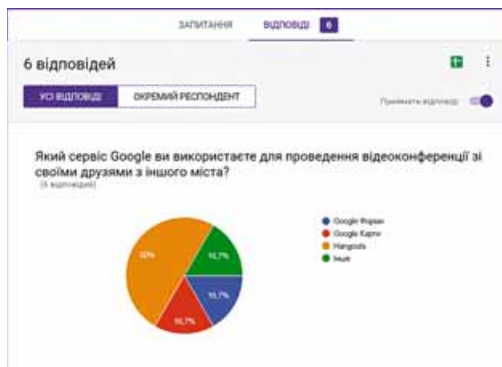 ЗАПИТАННЯ ВІДПОВІДІ 6
6 відповідей
УСІ ВІДПОВІДІ ОКРЕМИЙ РЕСПОНДЕНТ
Приймати відповіді
Який сервіс Google ви використаєте для проведення відеоконференції зі
своїми друзями з іншого міста?
(6 відповідей)
50%
16,7%
16,7%
16,7%
Google Форми
Google Карти
Hangouts
Інше